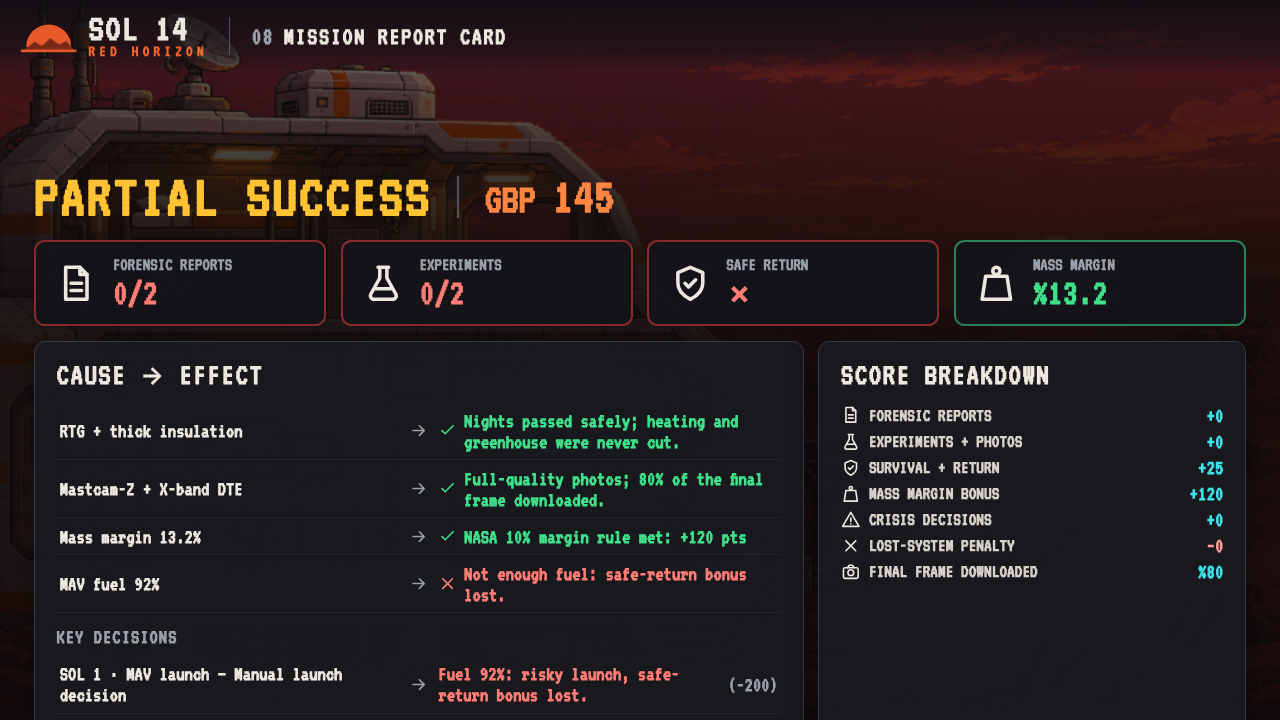 SOL 14
RED HORIZON
08 MISSION REPORT CARD
PARTIAL SUCCESS
GBP 145
FORENSIC REPORTS
0/2
EXPERIMENTS
0/2
SAFE RETURN
×
MASS MARGIN
%13.2
CAUSE → EFFECT
RTG + thick insulation → ✓ Nights passed safely; heating and
greenhouse were never cut.
Mastcam-Z + X-band DTE → ✓ Full-quality photos; 80% of the final
frame downloaded.
Mass margin 13.2% → ✓ NASA 10% margin rule met: +120 pts
MAV fuel 92% → × Not enough fuel: safe-return bonus
lost.
KEY DECISIONS
SOL 1 · MAV launch — Manual launch
decision
→ Fuel 92%: risky launch, safe-
return bonus lost.
(-200)
SCORE BREAKDOWN
FORENSIC REPORTS +0
EXPERIMENTS + PHOTOS +0
SURVIVAL + RETURN +25
MASS MARGIN BONUS +120
CRISIS DECISIONS +0
LOST-SYSTEM PENALTY -0
FINAL FRAME DOWNLOADED %80